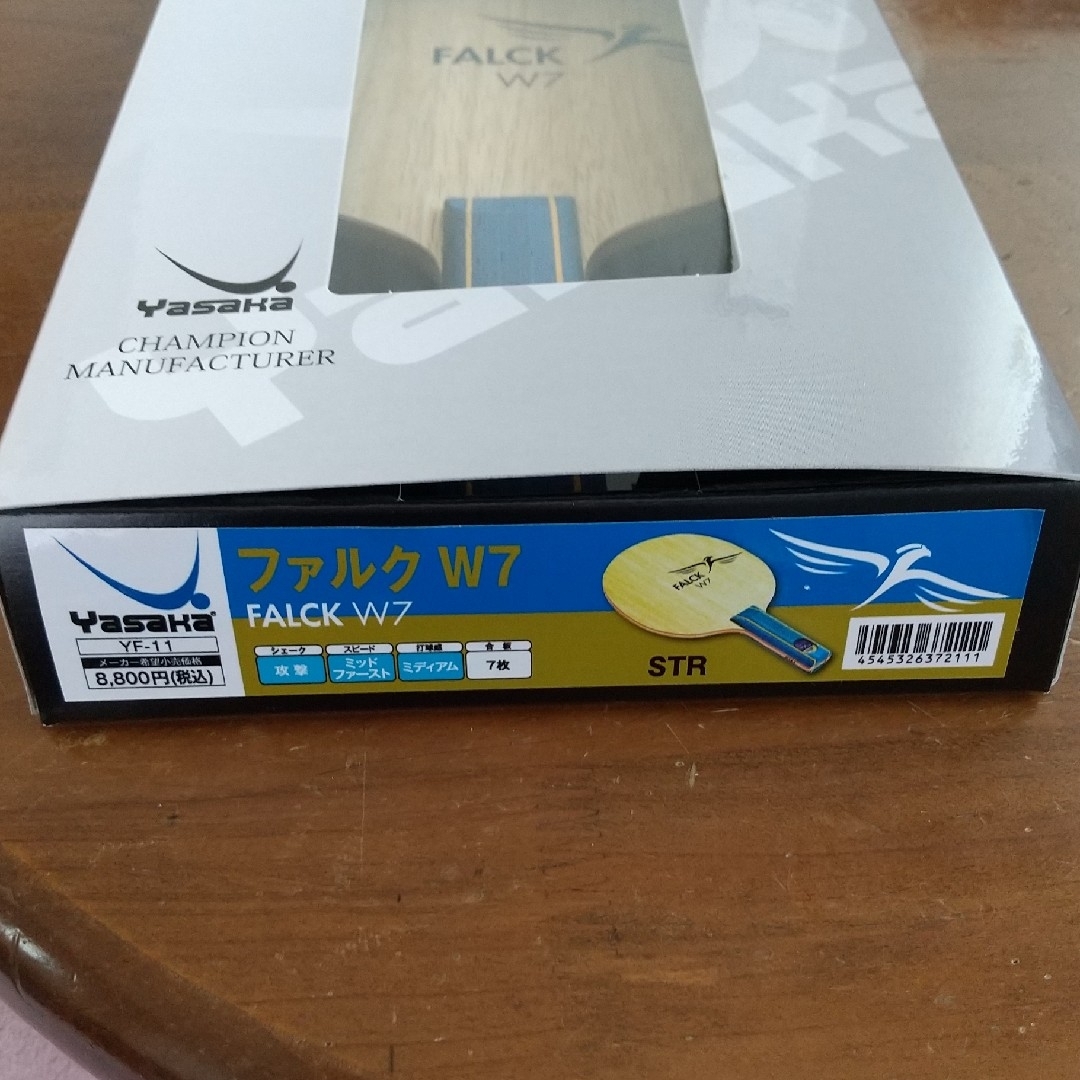 FALCK
W7
Yasaka
Yasaka
CHAMPION
MANUFACTURER
Yasaka
YF-11
メーカー希望小売価格
8,800円(税込)
ファルク W7
FALCK W7
シェーク
攻撃
スピード
ミッド
ファースト
打球感
ミディアム
合板
7枚
FALCK
W7
STR
4545326372111